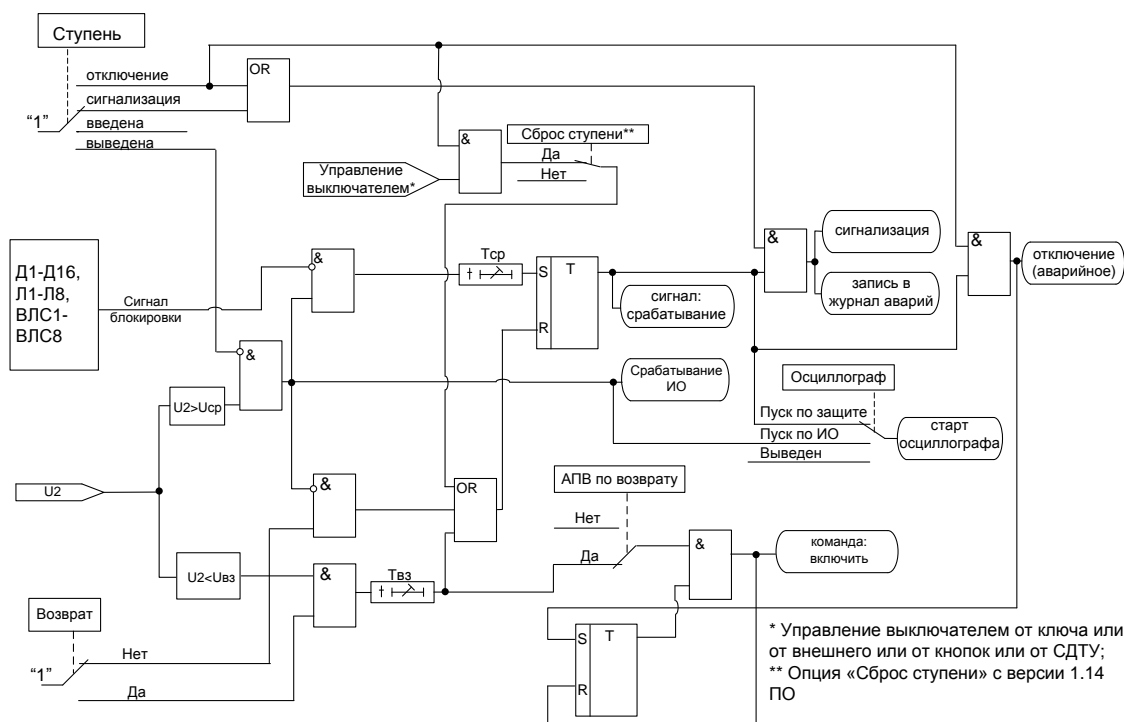 Ступень
отключение
сигнализация
"1"
введена
выведена
OR
&
Сброс ступени**
Да
Нет
Управление
выключателем*
Д1-Д16,
Л1-Л8,
ВЛС1-
ВЛС8
Сигнал
блокировки
&
Тср
S
T
R
сигнал:
срабатывание
&
сигнализация
запись в
журнал аварий
&
отключение
(аварийное)
&
U2>Uср
Срабатывание
ИО
Осциллограф
Пуск по защите
Пуск по ИО
Выведен
старт
осциллографа
U2
&
OR
АПВ по возврату
Нет
Да
&
команда:
включить
U2<Uвз
&
Твз
Возврат
"1"
Нет
Да
S
T
R
* Управление выключателем от ключа или
от внешнего или от кнопок или от СДТУ;
** Опция «Сброс ступени» с версии 1.14
ПО